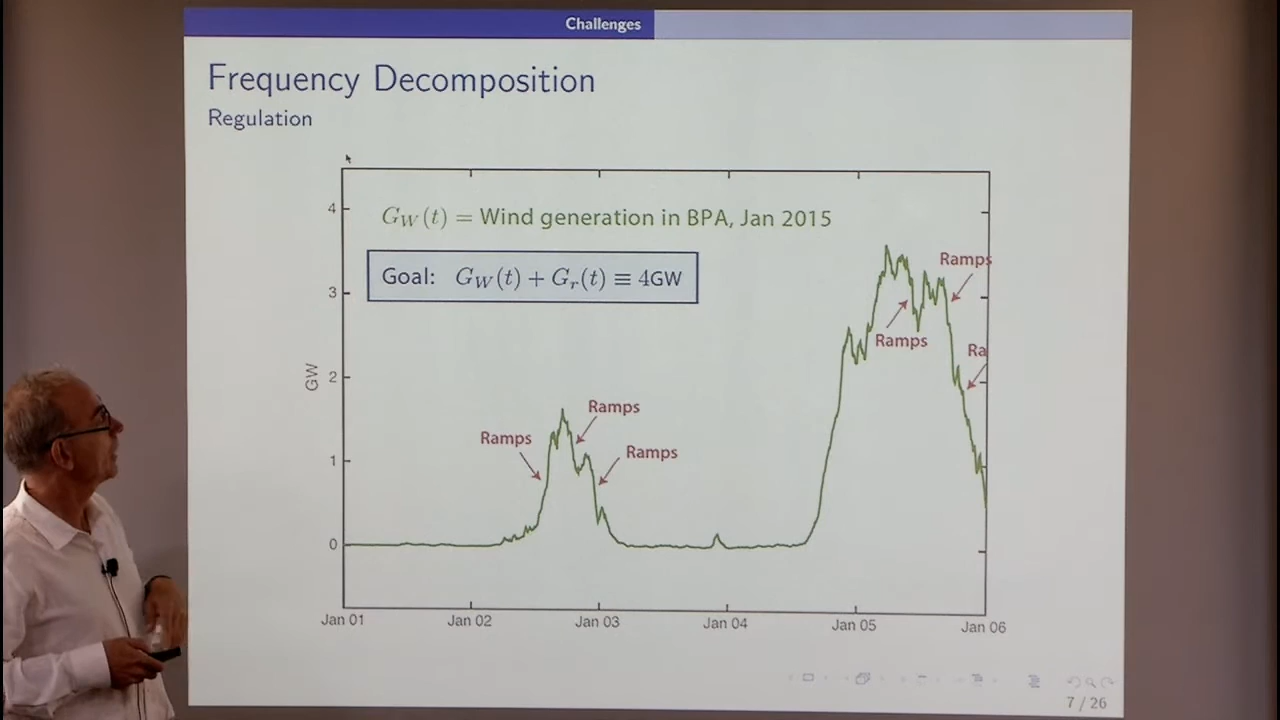 Challenges
Frequency Decomposition
Regulation
G_W(t) = Wind generation in BPA, Jan 2015
Goal: G_W(t) + G_r(t) ≡ 4GW
4
3
2
1
0
GW
Ramps
Ramps
Ra
Ramps
Ramps
Ramps
Jan 01 Jan 02 Jan 03 Jan 04 Jan 05 Jan 06
7 / 26